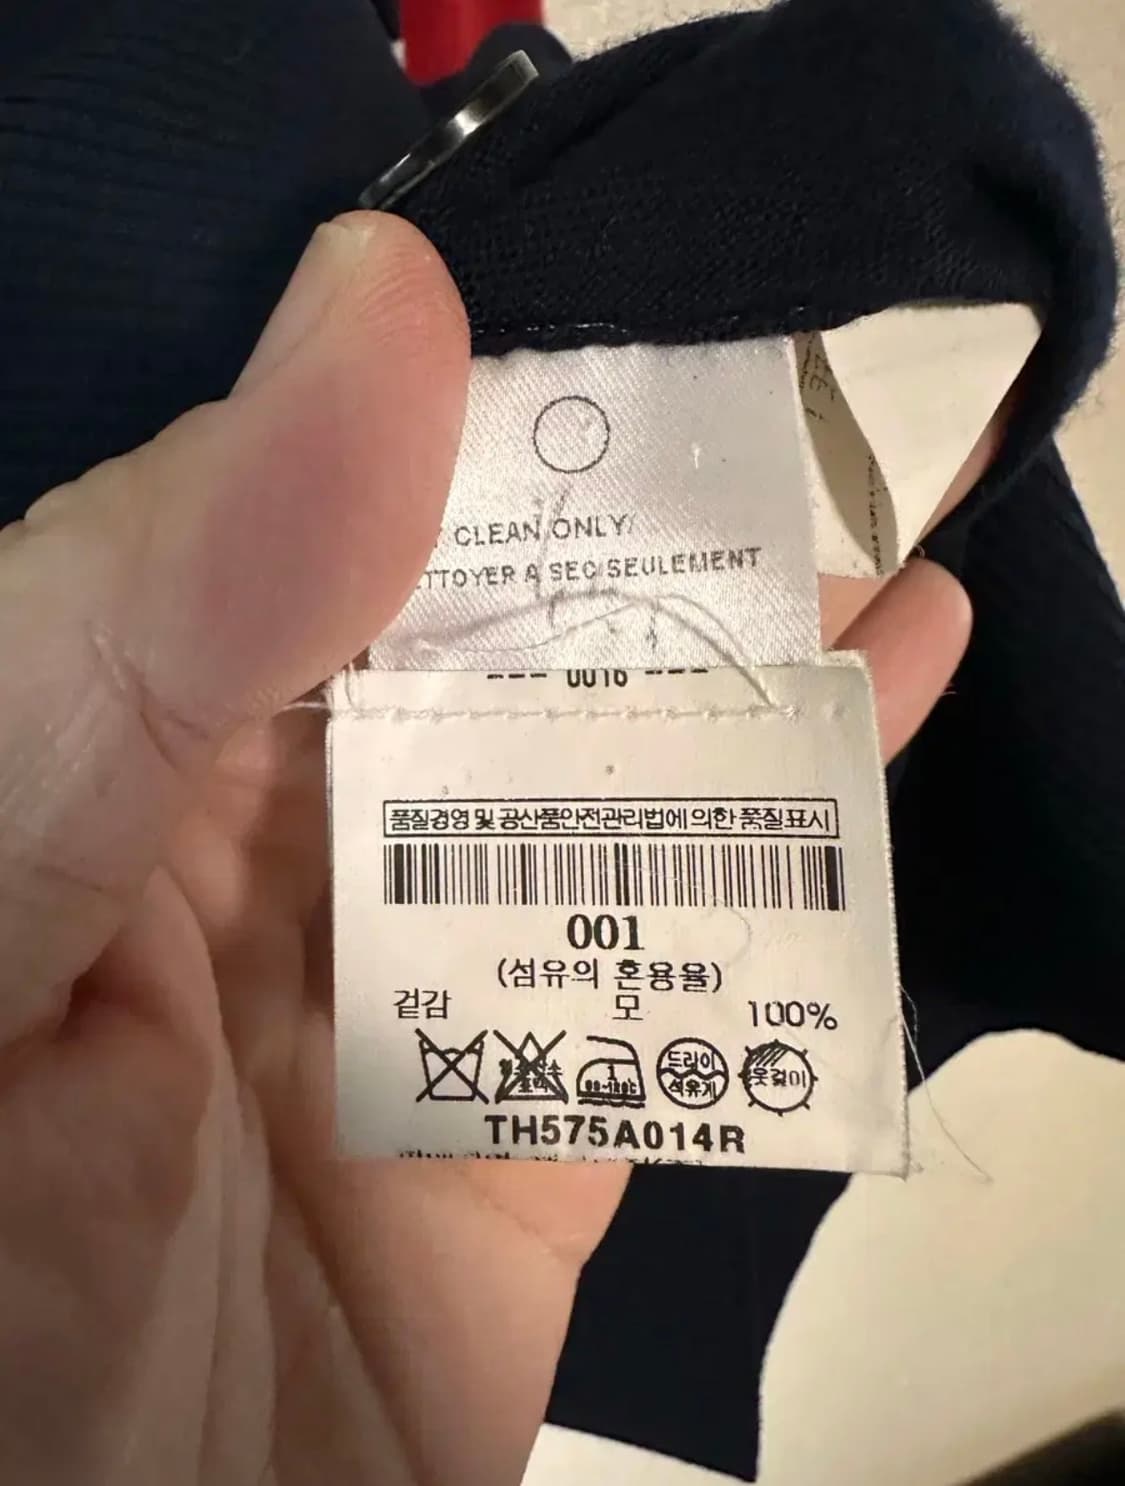 CLEAN ONLY/
TTOYER A SEC SEULEMENT
--- 0016 ---
품질경영 및 공산품안전관리법에 의한 품질표시
001
(섬유의 혼용율)
겉감 모 100%
1
드라이
석유계
옷걸이
TH575A014R